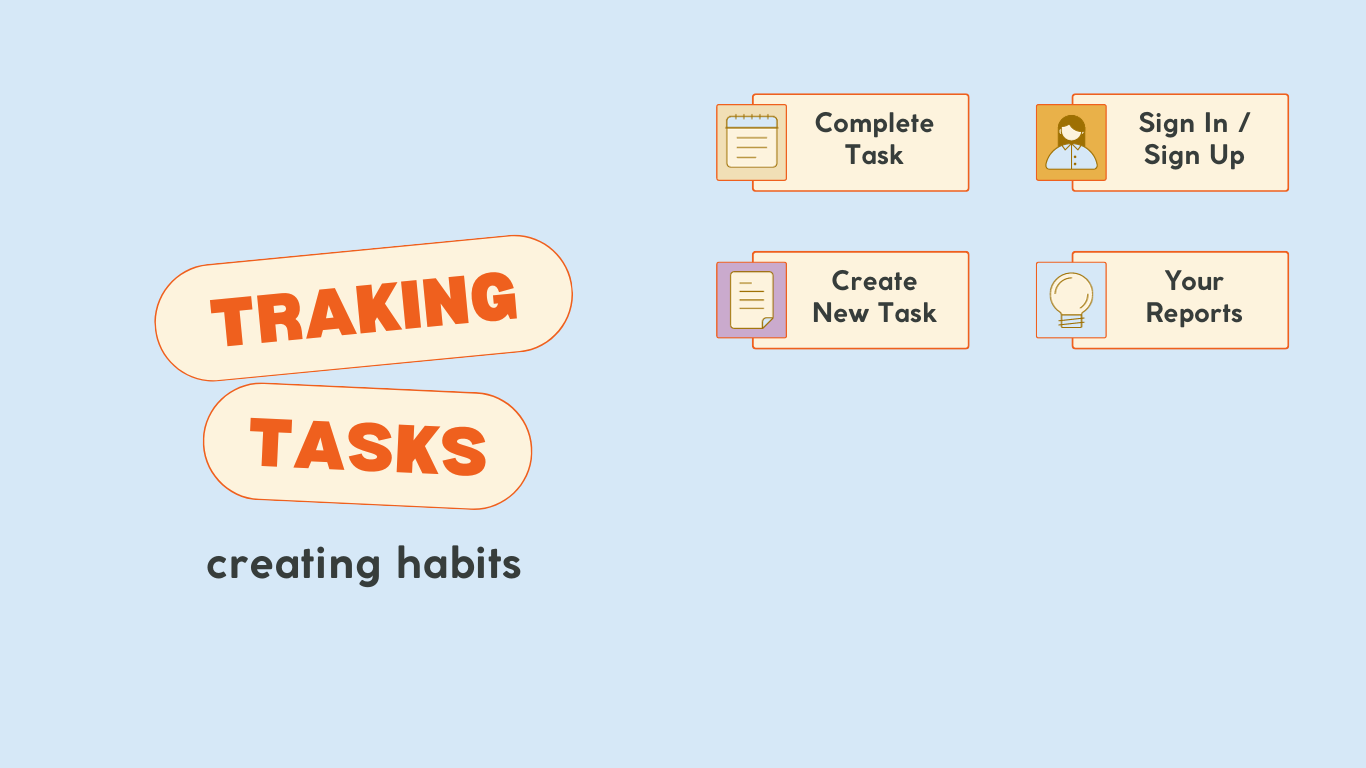 TRAKING
TASKS
creating habits
Complete
Task
Sign In /
Sign Up
Create
New Task
Your
Reports